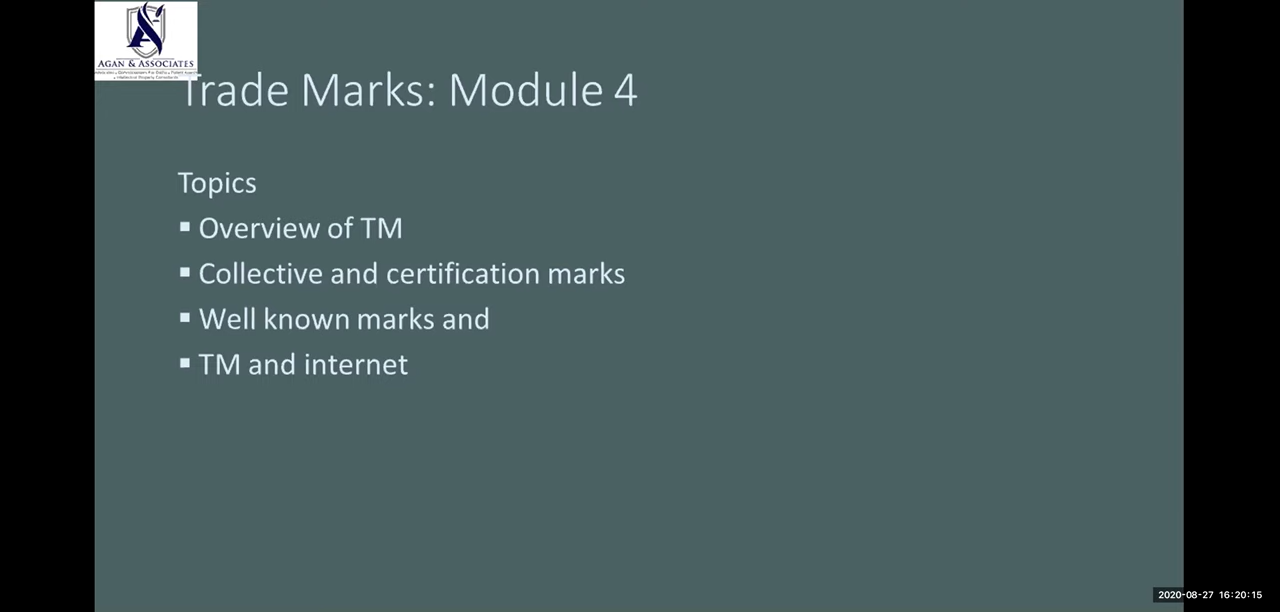 AGAN & ASSOCIATES
Trade Marks: Module 4
Topics
▪ Overview of TM
▪ Collective and certification marks
▪ Well known marks and
▪ TM and internet
2020-08-27 16:20:15